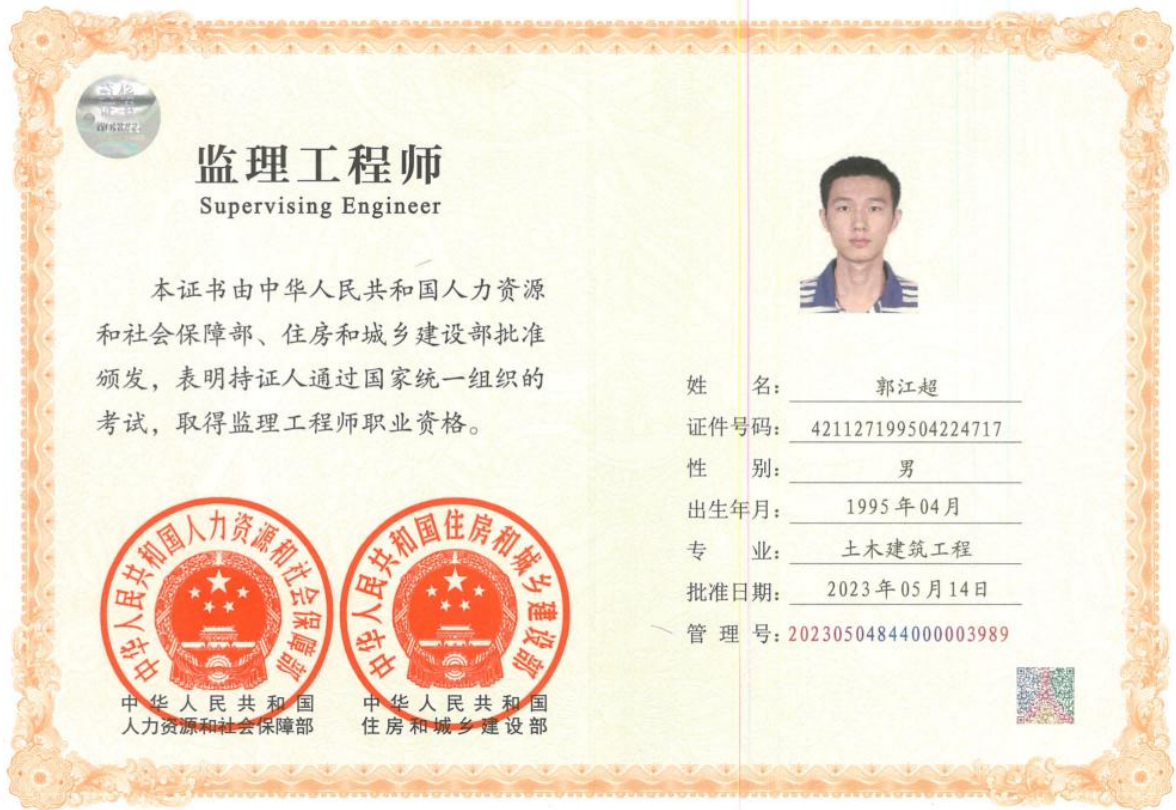 监理工程师
Supervising Engineer
本证书由中华人民共和国人力资源
和社会保障部、住房和城乡建设部批准
颁发，表明持证人通过国家统一组织的
考试，取得监理工程师职业资格。
中华人民共和国人力资源和社会保障部
中华人民共和国住房和城乡建设部
中华人民共和国
人力资源和社会保障部
中华人民共和国
住房和城乡建设部
姓 名： 郭江超
证件号码： 421127199504224717
性 别： 男
出生年月： 1995年04月
专 业： 土木建筑工程
批准日期： 2023年05月14日
管 理 号：20230504844000003989